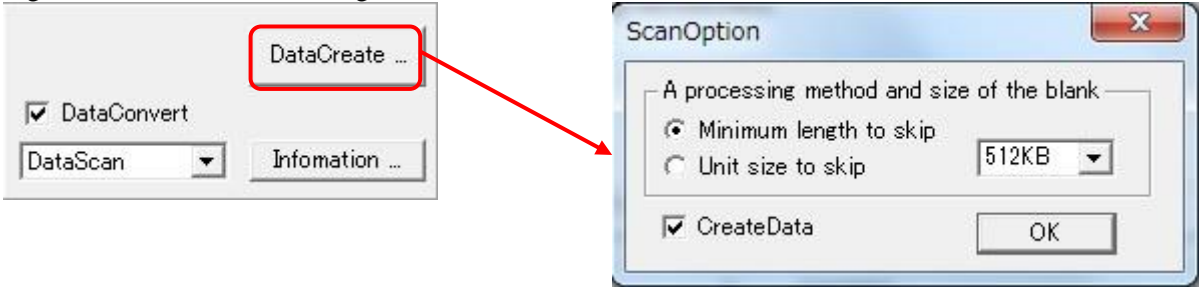 DataCreate ...
DataConvert
DataScan
Infomation ...
ScanOption
A processing method and size of the blank
Minimum length to skip
Unit size to skip
512KB
CreateData
OK